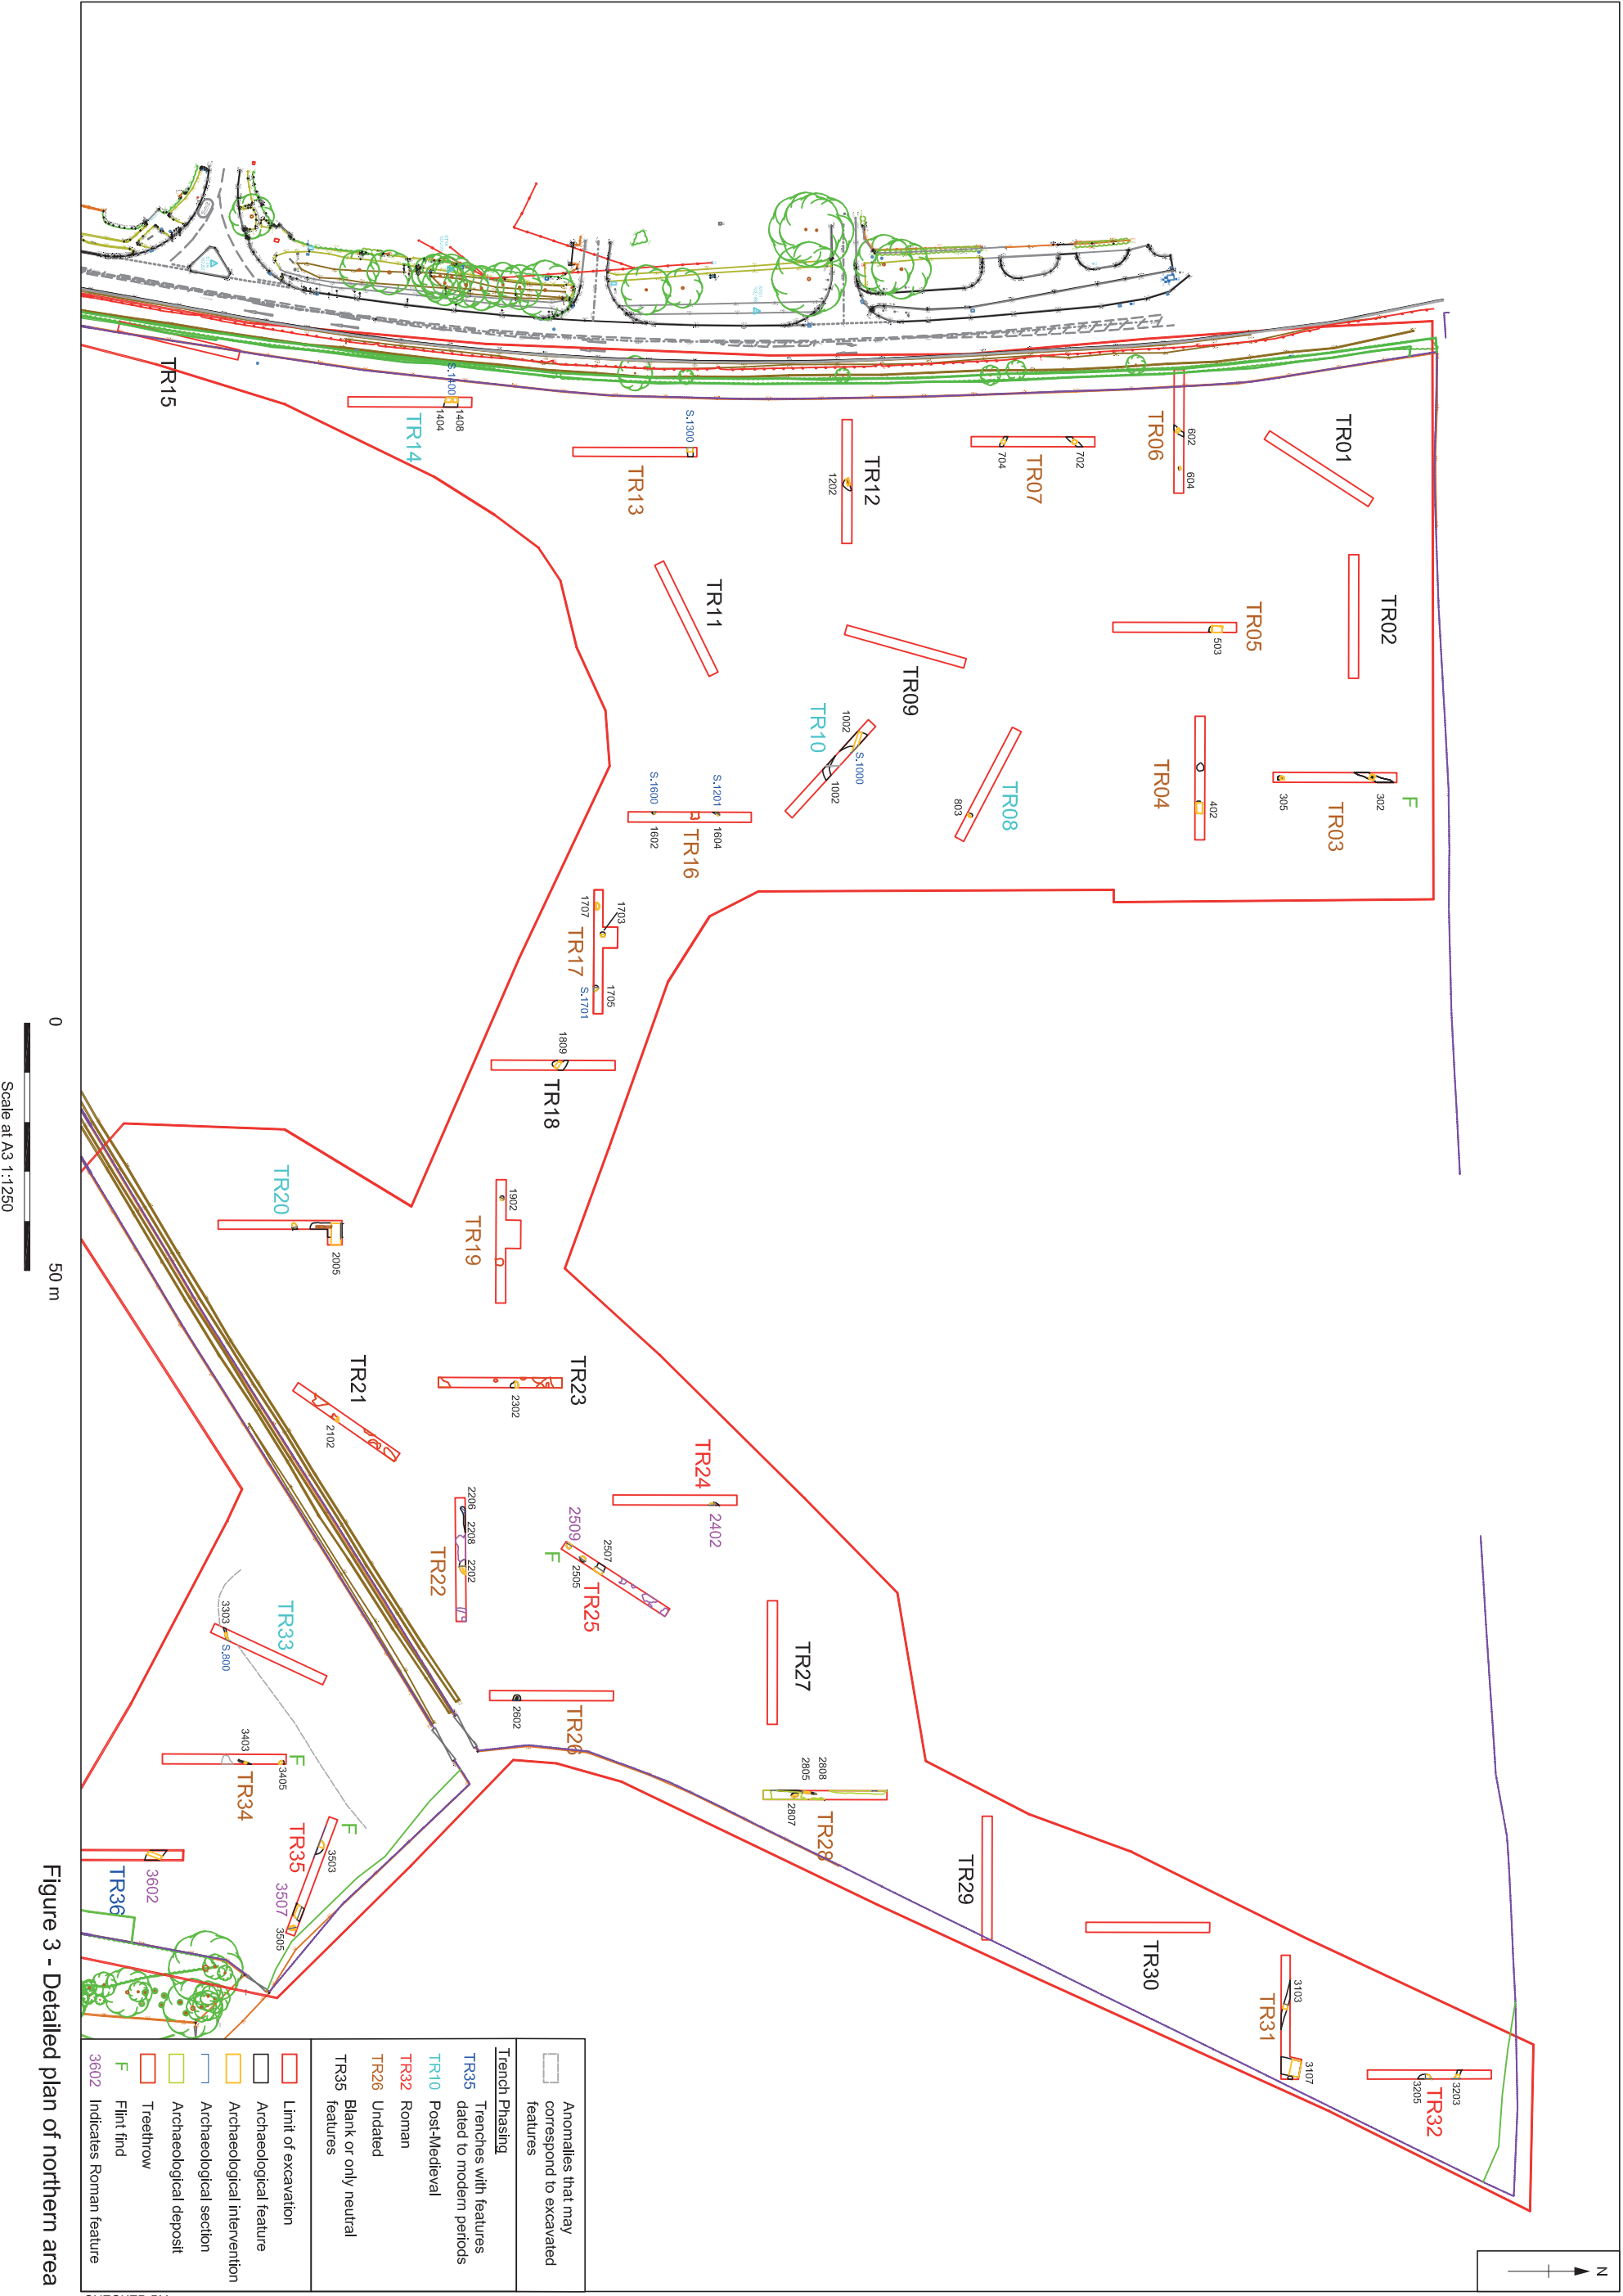 N
TR01
TR02
TR03
302
305
F
TR04
402
TR05
503
TR06
602
604
TR07
702
704
TR08
803
TR09
TR10
1002
S.1000
1002
TR11
TR12
1202
TR13
S.1300
TR14
S.1400
1408
1404
TR15
TR16
S.1201
1604
S.1600
1602
TR17
1703
1707
1705
S.1701
TR18
1809
TR19
1902
TR20
2005
TR21
2102
TR22
2206
2208
2202
TR23
2302
TR24
2402
TR25
2509
2507
2505
F
TR26
2602
TR27
TR28
2808
2805
2807
TR29
TR30
TR31
3103
3107
TR32
3203
3205
TR33
3303
S.800
TR34
3403
3405
F
TR35
3503
3507
3505
F
TR36
3602
0
50 m
Scale at A3 1:1250
Anomalies that may
correspond to excavated
features
Trench Phasing
TR35 Trenches with features
dated to modern periods
TR10 Post-Medieval
TR32 Roman
TR26 Undated
TR35 Blank or only neutral
features
Limit of excavation
Archaeological feature
Archaeological intervention
Archaeological section
Archaeological deposit
Treethrow
F Flint find
3602 Indicates Roman feature
Figure 3 - Detailed plan of northern area